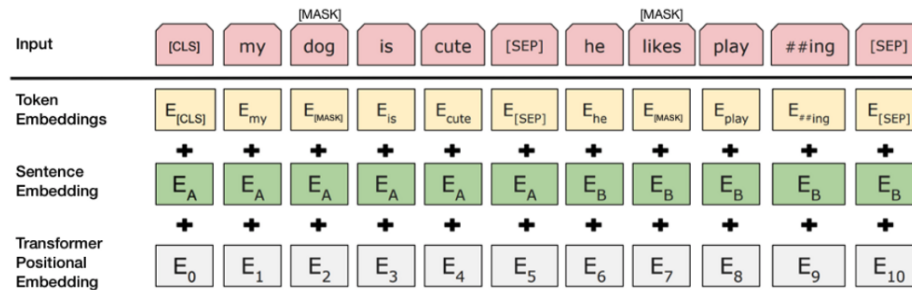 [MASK] [MASK]
Input [CLS] my dog is cute [SEP] he likes play ##ing [SEP]
Token
Embeddings
E[CLS] Emy E[MASK] Eis Ecute E[SEP] Ehe E[MASK] Eplay E##ing E[SEP]
+ + + + + + + + + + +
Sentence
Embedding
EA EA EA EA EA EA EB EB EB EB EB
+ + + + + + + + + + +
Transformer
Positional
Embedding
E0 E1 E2 E3 E4 E5 E6 E7 E8 E9 E10